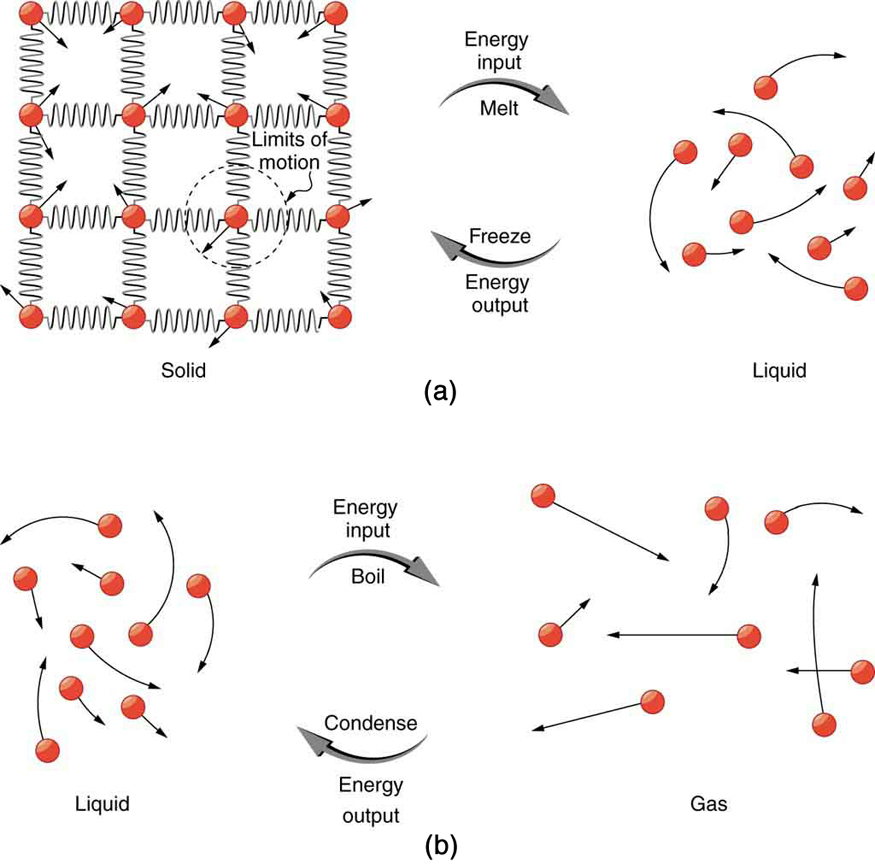 Energy
input
Melt
Limits of
motion
Freeze
Energy
output
Solid
Liquid
(a)
Energy
input
Boil
Condense
Energy
output
Liquid
Gas
(b)